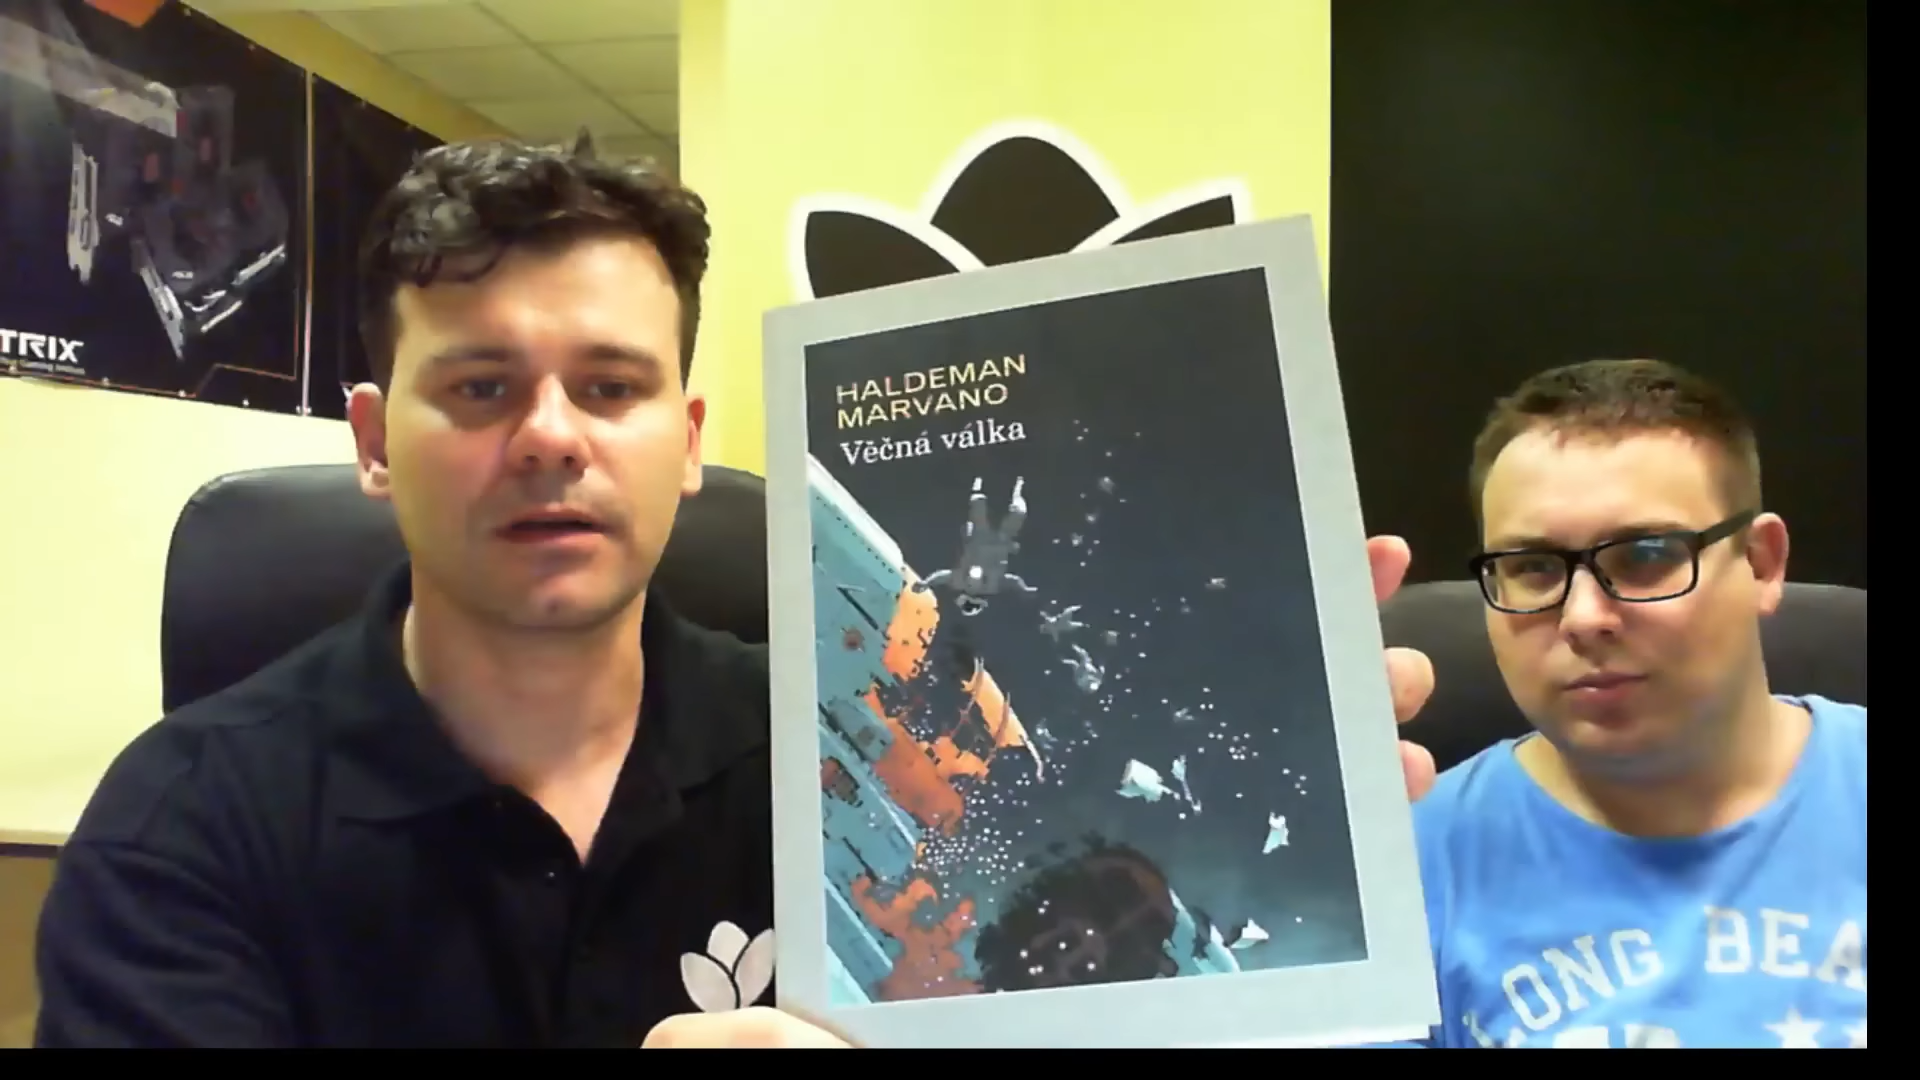 TRIX
HALDEMAN
MARVANO
Věčná válka
LONG BEA